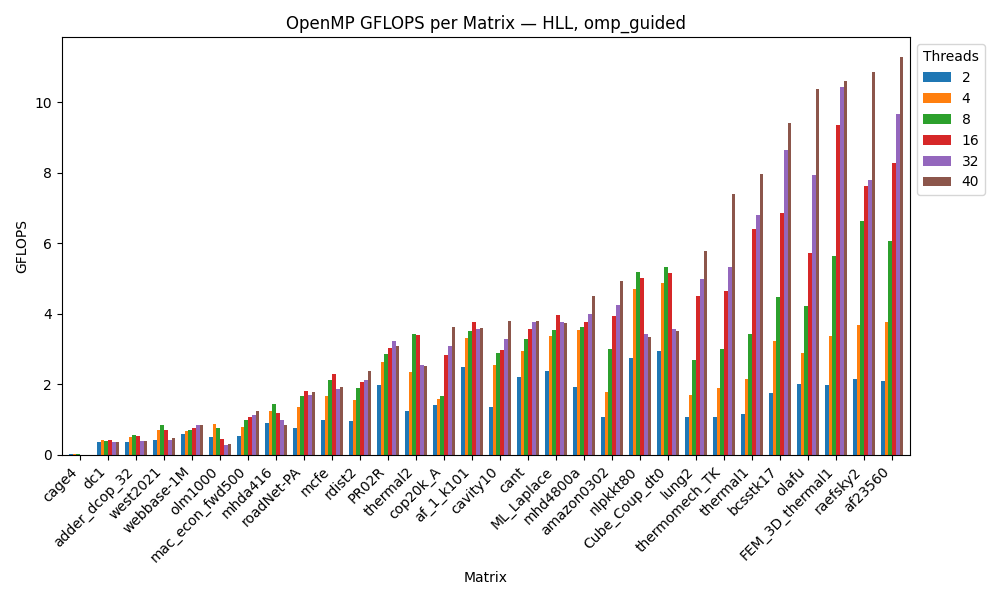 OpenMP GFLOPS per Matrix — HLL, omp_guided
Threads
2
4
8
16
32
40
GFLOPS
10
8
6
4
2
0
cage4
dc1
adder_dcop_32
west2021
webbase-1M
olm1000
mac_econ_fwd500
mhda416
roadNet-PA
mcfe
rdist2
PR02R
thermal2
cop20k_A
af_1_k101
cavity10
cant
ML_Laplace
mhd4800a
amazon0302
nlpkkt80
Cube_Coup_dt0
lung2
thermomech_TK
thermal1
bcsstk17
olafu
FEM_3D_thermal1
raefsky2
af23560
Matrix